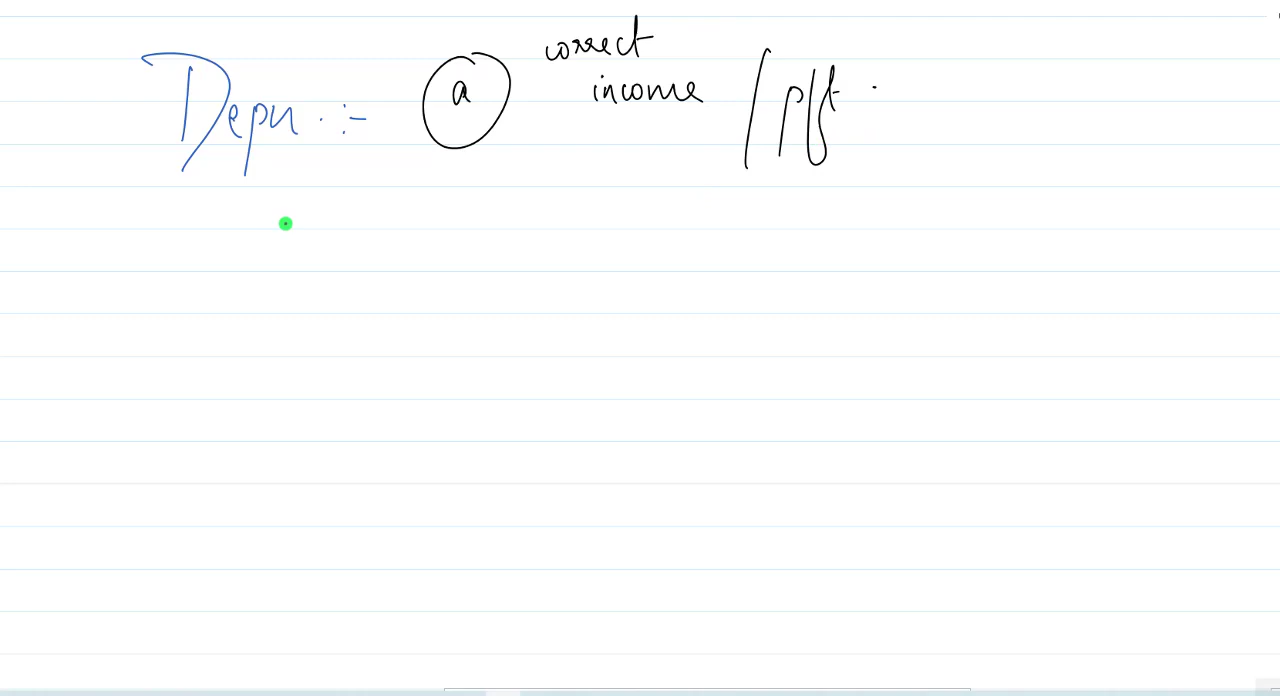 Depn. :- (a) correct
income / pft.